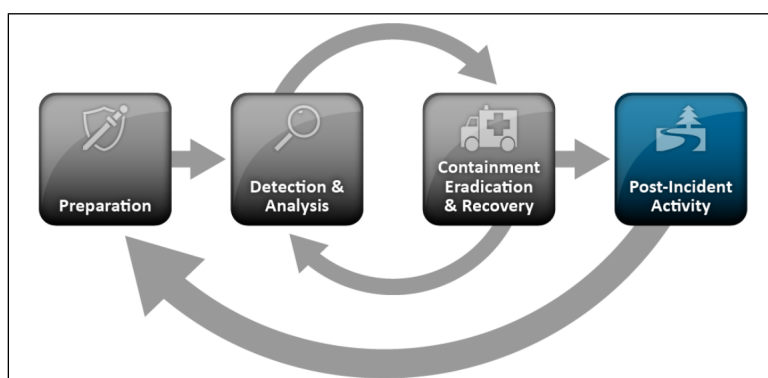 Preparation
Detection &
Analysis
Containment
Eradication
& Recovery
Post-Incident
Activity